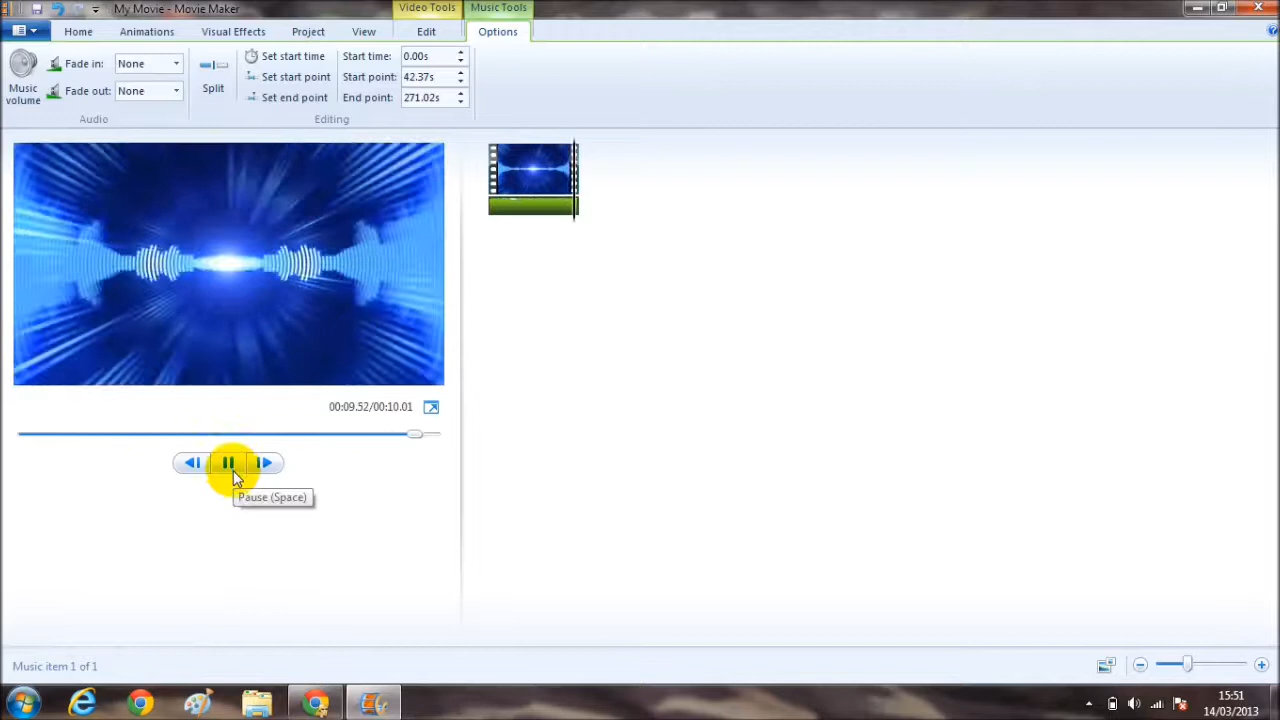 My Movie - Movie Maker
Video Tools
Music Tools
Home
Animations
Visual Effects
Project
View
Edit
Options
Music volume
Fade in: None
Fade out: None
Audio
Split
Set start time
Set start point
Set end point
Start time: 0.00s
Start point: 42.37s
End point: 271.02s
Editing
00:09.52/00:10.01
Pause (Space)
Music item 1 of 1
15:51
14/03/2013